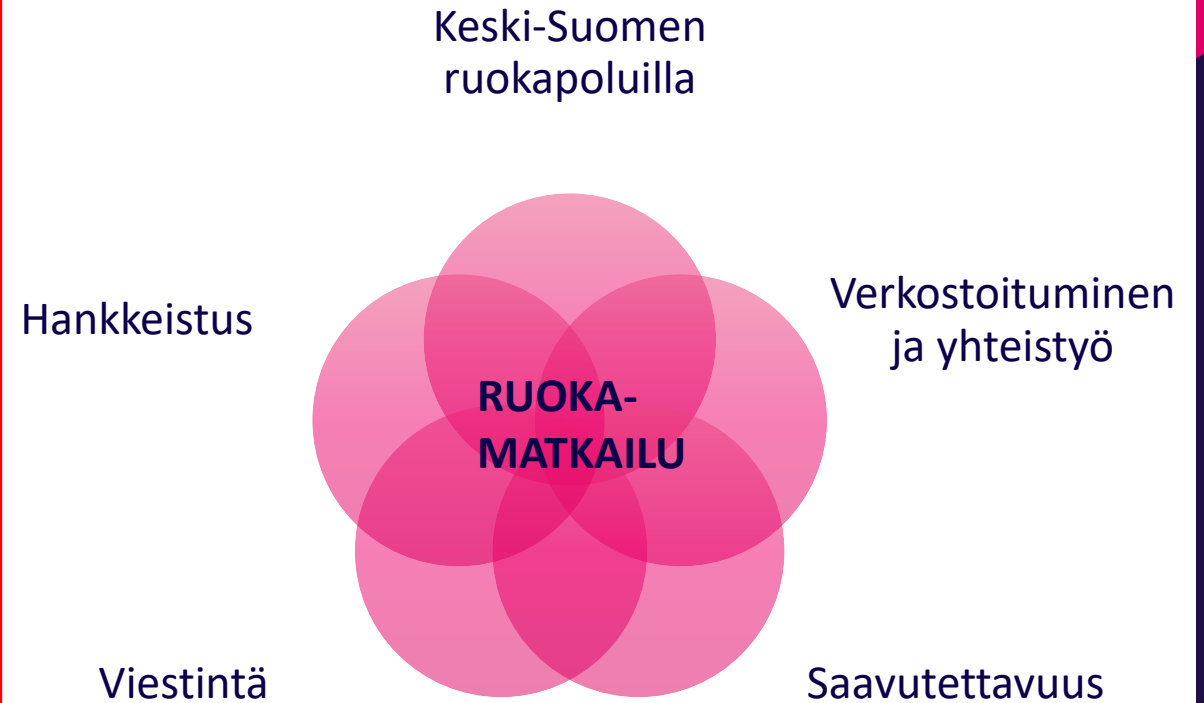 Keski-Suomen
ruokapoluilla
Hankkeistus
Verkostoituminen
ja yhteistyö
RUOKA-
MATKAILU
Viestintä
Saavutettavuus